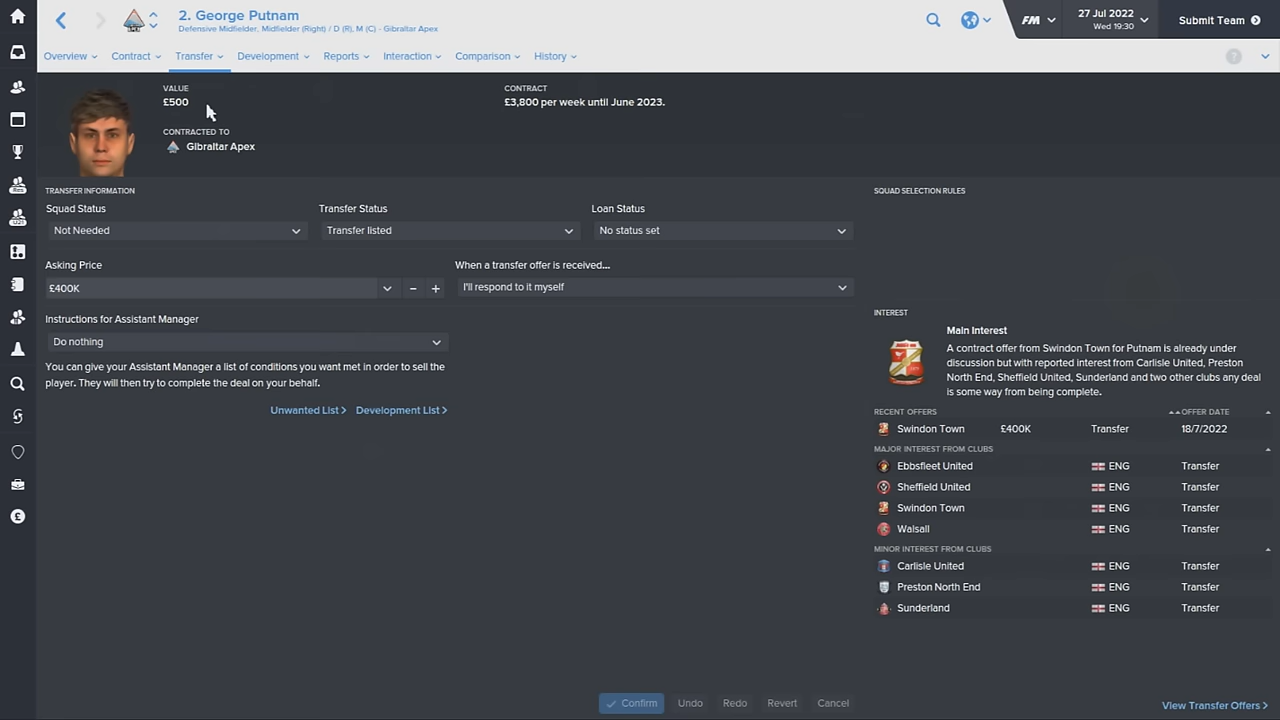 2. George Putnam
Defensive Midfielder, Midfielder (Right) / D (R), M (C) - Gibraltar Apex
FM
27 Jul 2022
Wed 19:30
Submit Team
Overview
Contract
Transfer
Development
Reports
Interaction
Comparison
History
?
VALUE
£500
CONTRACT
£3,800 per week until June 2023.
CONTRACTED TO
Gibraltar Apex
TRANSFER INFORMATION
Squad Status
Transfer Status
Loan Status
Not Needed
Transfer listed
No status set
Asking Price
When a transfer offer is received...
£400K
- +
I'll respond to it myself
Instructions for Assistant Manager
Do nothing
You can give your Assistant Manager a list of conditions you want met in order to sell the
player. They will then try to complete the deal on your behalf.
Unwanted List >
Development List >
SQUAD SELECTION RULES
INTEREST
Main Interest
A contract offer from Swindon Town for Putnam is already under
discussion but with reported interest from Carlisle United, Preston
North End, Sheffield United, Sunderland and two other clubs any deal
is some way from being complete.
RECENT OFFERS OFFER DATE
Swindon Town £400K Transfer 18/7/2022
MAJOR INTEREST FROM CLUBS
Ebbsfleet United ENG Transfer
Sheffield United ENG Transfer
Swindon Town ENG Transfer
Walsall ENG Transfer
MINOR INTEREST FROM CLUBS
Carlisle United ENG Transfer
Preston North End ENG Transfer
Sunderland ENG Transfer
Confirm
Undo
Redo
Revert
Cancel
View Transfer Offers >